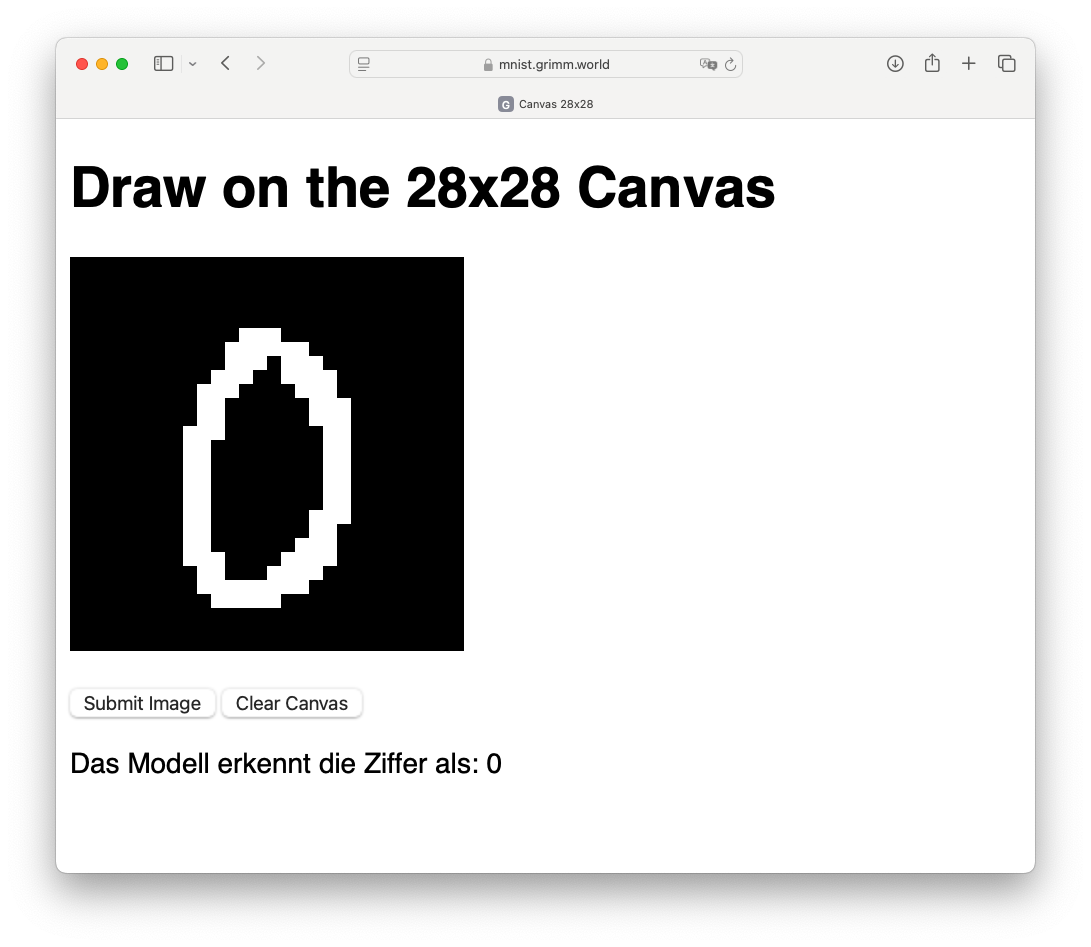 mnist.grimm.world
G Canvas 28x28
Draw on the 28x28 Canvas
0
Submit Image Clear Canvas
Das Modell erkennt die Ziffer als: 0